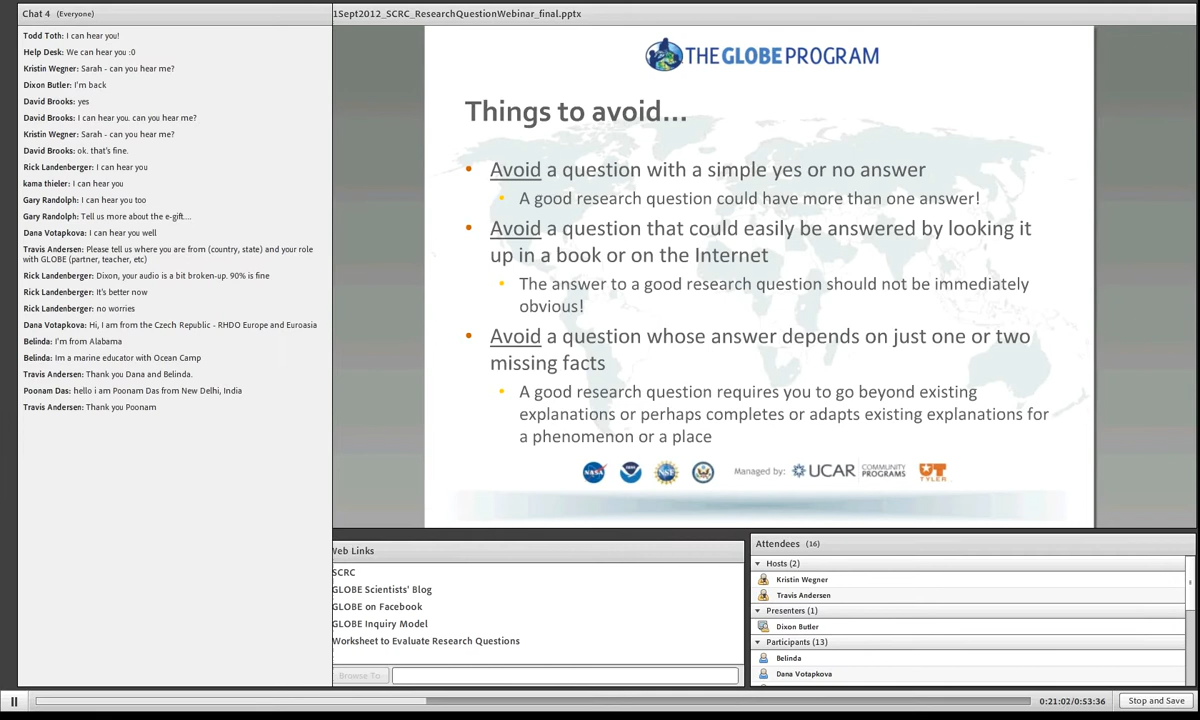 Chat 4 (Everyone)
Todd Toth: I can hear you!
Help Desk: We can hear you :0
Kristin Wegner: Sarah - can you hear me?
Dixon Butler: I'm back
David Brooks: yes
David Brooks: I can hear you. can you hear me?
Kristin Wegner: Sarah - can you hear me?
David Brooks: ok. that's fine.
Rick Landenberger: I can hear you
kama thieler: I can hear you
Gary Randolph: I can hear you too
Gary Randolph: Tell us more about the e-gift....
Dana Votapkova: I can hear you well
Travis Andersen: Please tell us where you are from (country, state) and your role
with GLOBE (partner, teacher, etc)
Rick Landenberger: Dixon, your audio is a bit broken-up. 90% is fine
Rick Landenberger: It's better now
Rick Landenberger: no worries
Dana Votapkova: Hi, I am from the Czech Republic - RHDO Europe and Euroasia
Belinda: I'm from Alabama
Belinda: Im a marine educator with Ocean Camp
Travis Andersen: Thank you Dana and Belinda.
Poonam Das: hello i am Poonam Das from New Delhi, India
Travis Andersen: Thank you Poonam
1Sept2012_SCRC_ResearchQuestionWebinar_final.pptx
THE GLOBE PROGRAM
Things to avoid...
• Avoid a question with a simple yes or no answer
• A good research question could have more than one answer!
• Avoid a question that could easily be answered by looking it
up in a book or on the Internet
• The answer to a good research question should not be immediately
obvious!
• Avoid a question whose answer depends on just one or two
missing facts
• A good research question requires you to go beyond existing
explanations or perhaps completes or adapts existing explanations for
a phenomenon or a place
NASA
NSF
Managed by: UCAR COMMUNITY
PROGRAMS
UT
TYLER
Web Links
SCRC
GLOBE Scientists' Blog
GLOBE on Facebook
GLOBE Inquiry Model
Worksheet to Evaluate Research Questions
Browse To
Attendees (16)
Hosts (2)
Kristin Wegner
Travis Andersen
Presenters (1)
Dixon Butler
Participants (13)
Belinda
Dana Votapkova
0:21:02/0:53:36
Stop and Save